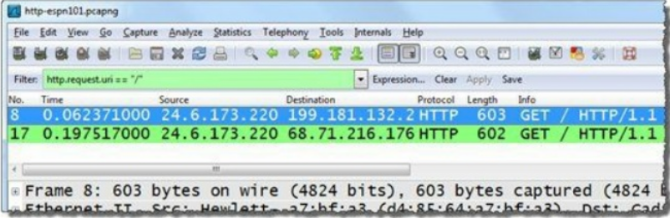 http-espn101.pcapng
File Edit View Go Capture Analyze Statistics Telephony Tools Internals Help
Filter: http.request.uri == "/" Expression... Clear Apply Save
No. Time Source Destination Protocol Length Info
8 0.062371000 24.6.173.220 199.181.132.2 HTTP 603 GET / HTTP/1.1
17 0.197517000 24.6.173.220 68.71.216.176 HTTP 602 GET / HTTP/1.1
Frame 8: 603 bytes on wire (4824 bits), 603 bytes captured (4824 b
Ethernet II, Src: Hewlett-_a7:bf:a3 (d4:85:64:a7:bf:a3), Dst: Cad